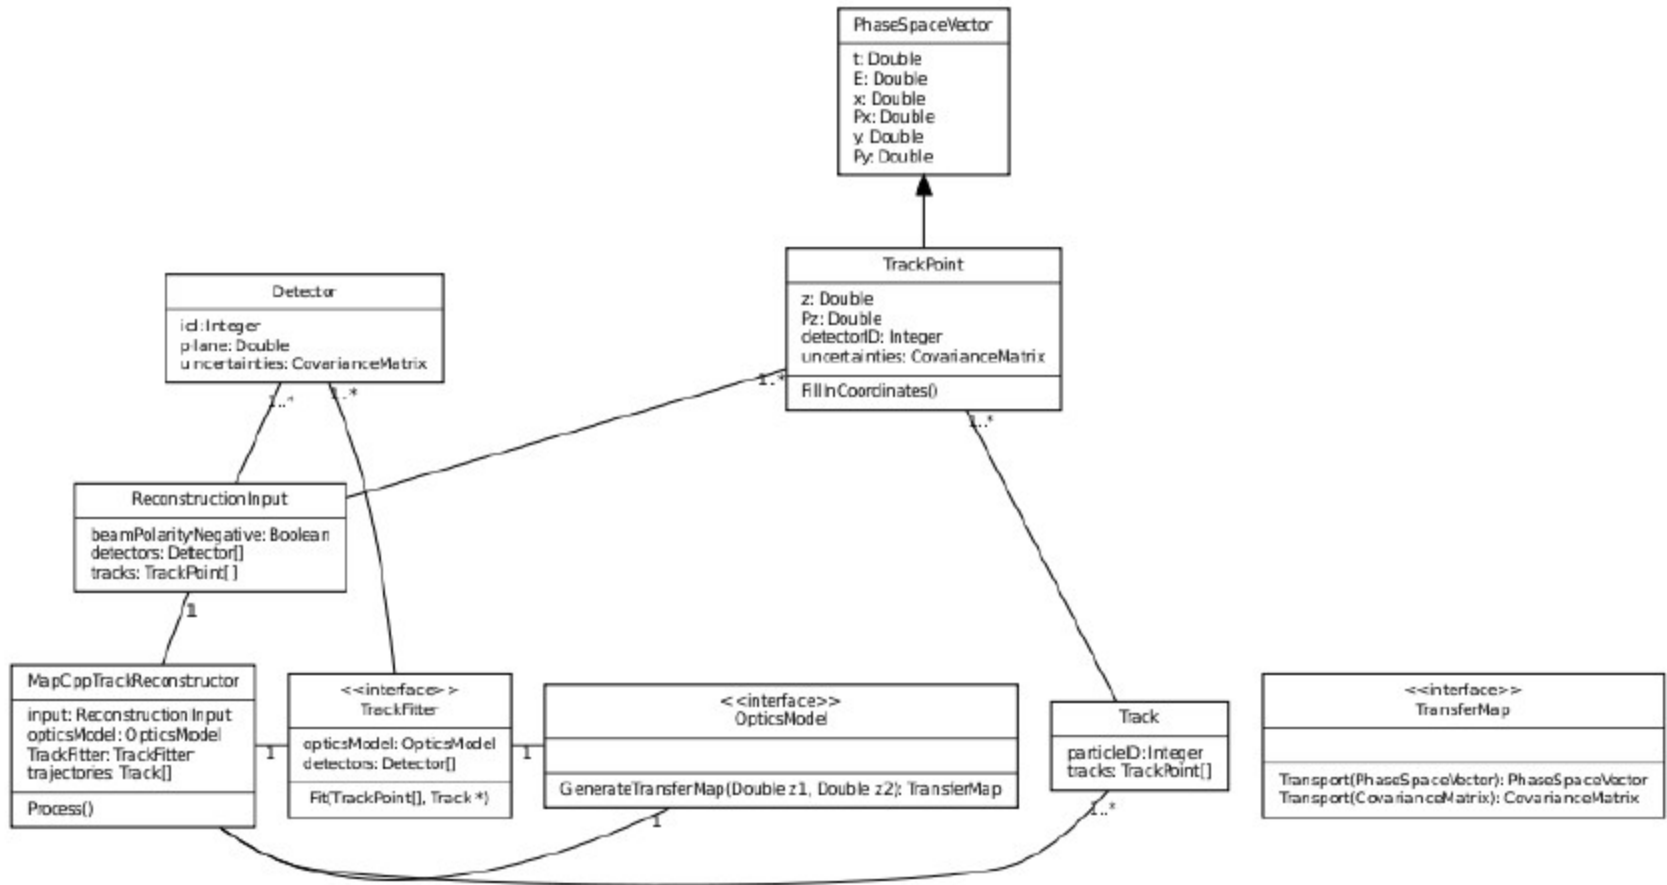 PhaseSpaceVector
t: Double
E: Double
x: Double
Px: Double
y: Double
Py: Double
TrackPoint
z: Double
Pz: Double
detectorID: Integer
uncertainties: CovarianceMatrix
FillInCoordinates()
1..*
1..*
Detector
id: Integer
plane: Double
uncertainties: CovarianceMatrix
1..*
1..*
ReconstructionInput
beamPolarityNegative: Boolean
detectors: Detector[]
tracks: TrackPoint[]
1
MapCppTrackReconstructor
input: ReconstructionInput
opticsModel: OpticsModel
TrackFitter: TrackFitter
trajectories: Track[]
Process()
1
<<interface>>
TrackFitter
opticsModel: OpticsModel
detectors: Detector[]
Fit(TrackPoint[], Track *)
1
<<interface>>
OpticsModel
GenerateTransferMap(Double z1, Double z2): TransferMap
1
Track
particleID: Integer
tracks: TrackPoint[]
1..*
<<interface>>
TransferMap
Transport(PhaseSpaceVector): PhaseSpaceVector
Transport(CovarianceMatrix): CovarianceMatrix